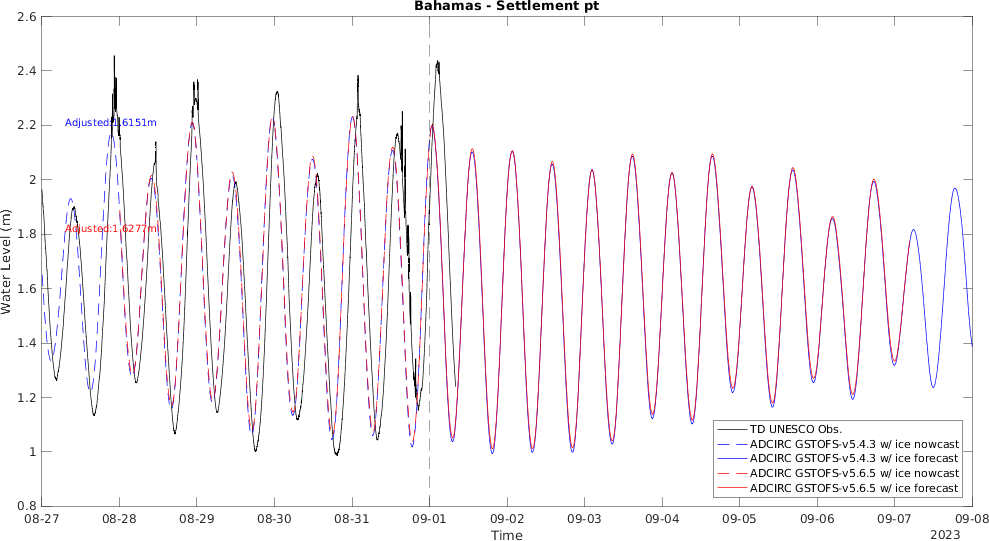 Bahamas - Settlement pt
2.6
2.4
2.2
2
1.8
1.6
1.4
1.2
1
0.8
Water Level (m)
Adjusted:1.6151m
Adjusted:1.6277m
TD UNESCO Obs.
ADCIRC GSTOFS-v5.4.3 w/ ice nowcast
ADCIRC GSTOFS-v5.4.3 w/ ice forecast
ADCIRC GSTOFS-v5.6.5 w/ ice nowcast
ADCIRC GSTOFS-v5.6.5 w/ ice forecast
08-27 08-28 08-29 08-30 08-31 09-01 09-02 09-03 09-04 09-05 09-06 09-07 09-08
Time
2023